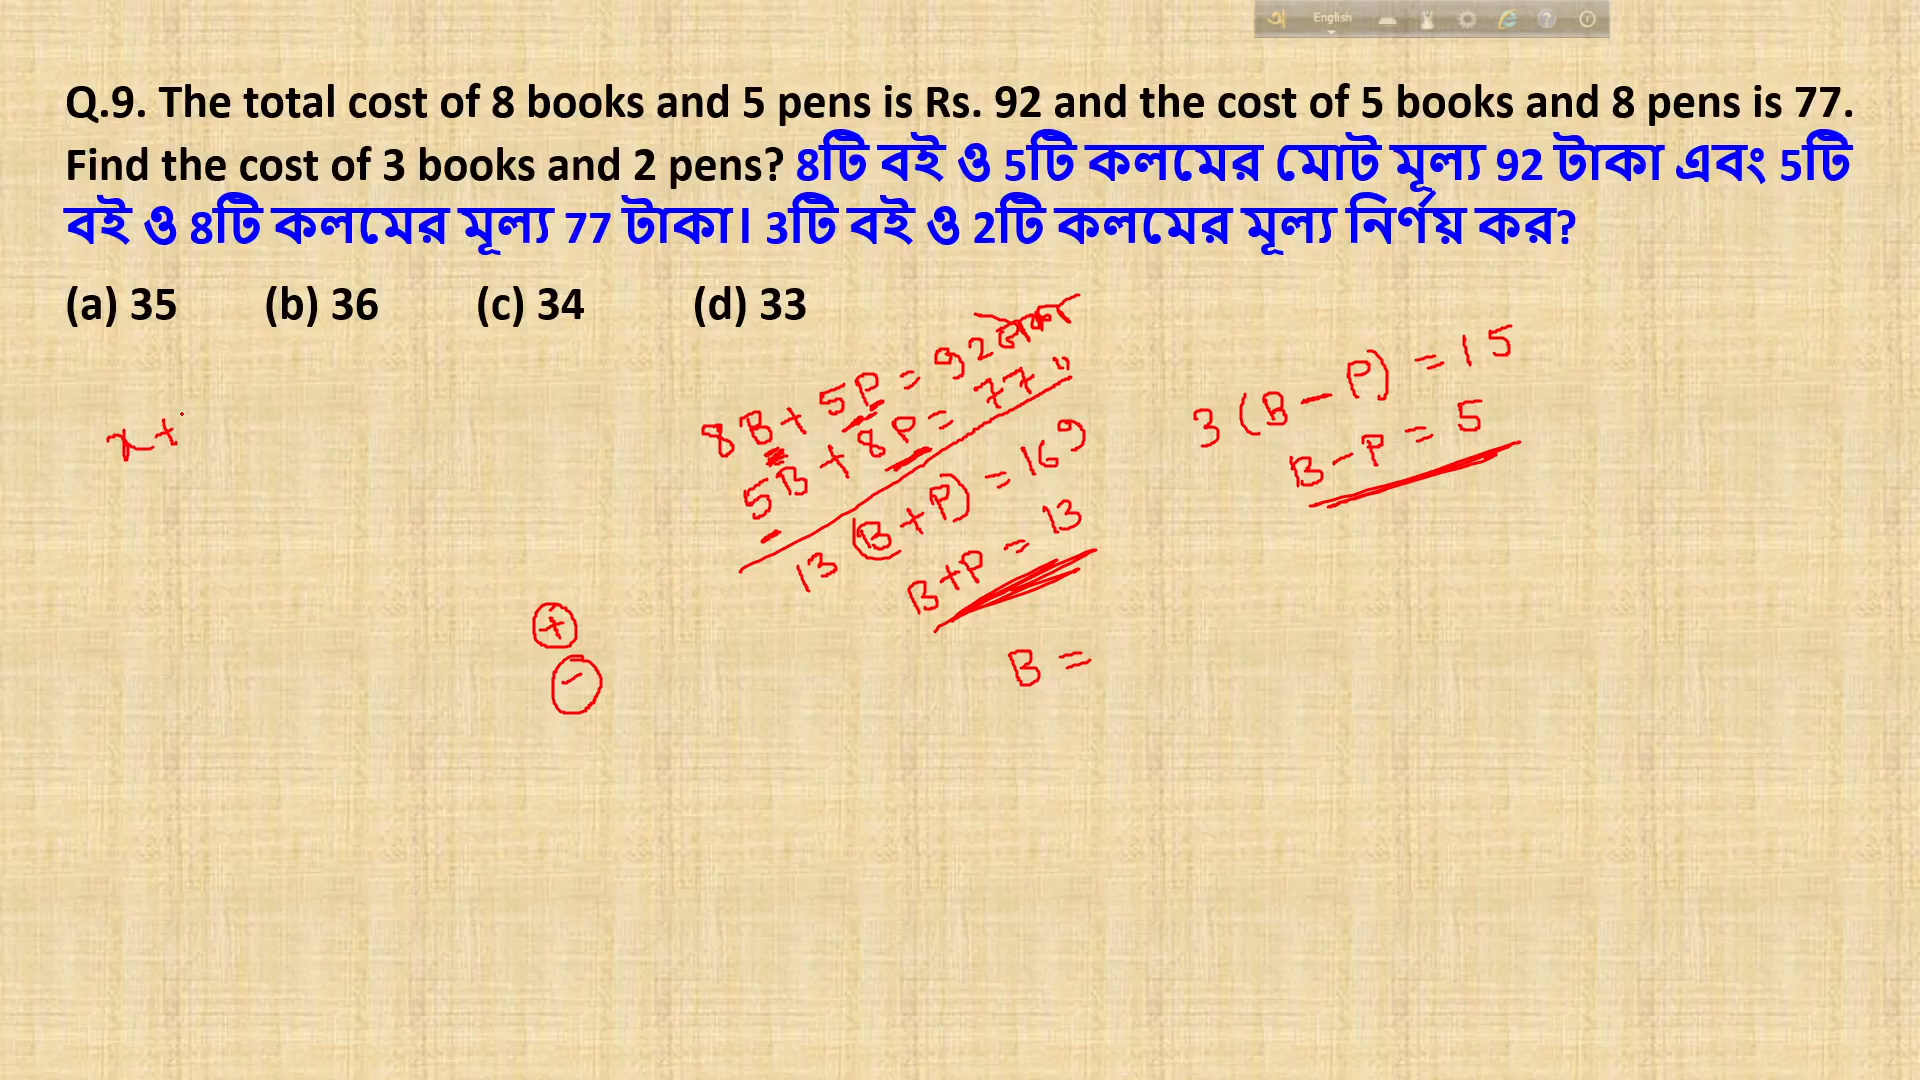 English
Q.9. The total cost of 8 books and 5 pens is Rs. 92 and the cost of 5 books and 8 pens is 77.
Find the cost of 3 books and 2 pens? 8টি বই ও 5টি কলমের মোট মূল্য 92 টাকা এবং 5টি
বই ও 8টি কলমের মূল্য 77 টাকা। 3টি বই ও 2টি কলমের মূল্য নির্ণয় কর?
(a) 35 (b) 36 (c) 34 (d) 33
x+
8B + 5P = 92
5B + 8P = 77 "
13 (B+P) = 169
B+P = 13
B =
+
-
3 (B - P) = 15
B - P = 5